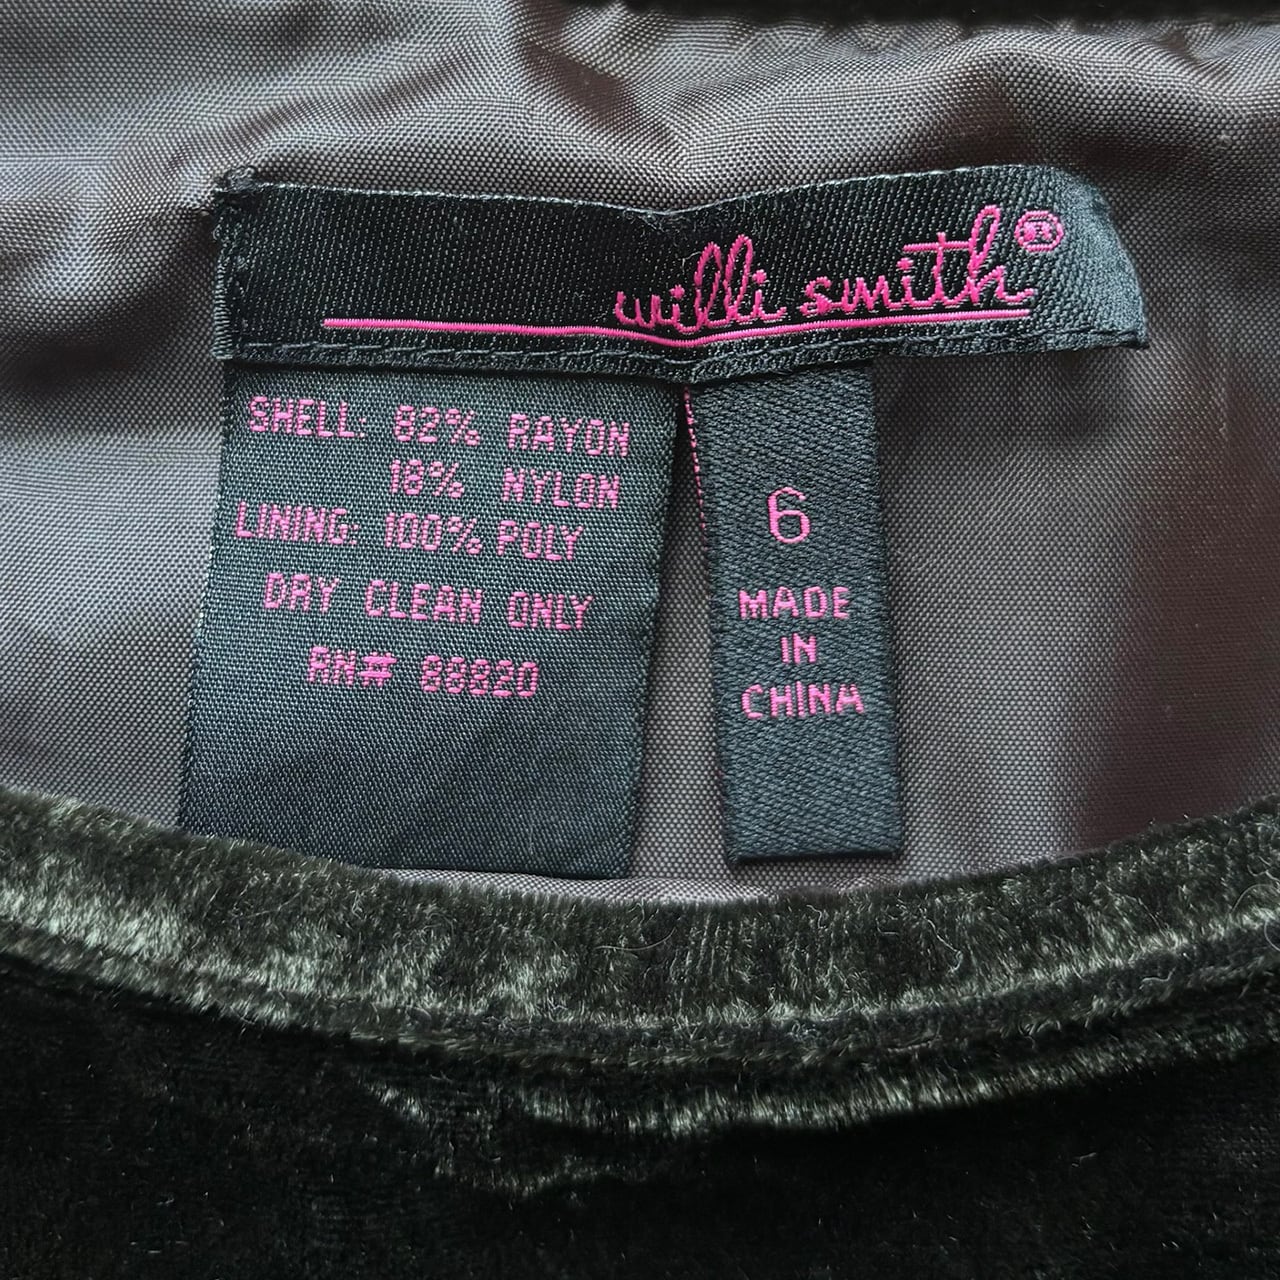 willi smith®
SHELL: 82% RAYON
18% NYLON
LINING: 100% POLY
DRY CLEAN ONLY
RN# 88820
6
MADE
IN
CHINA